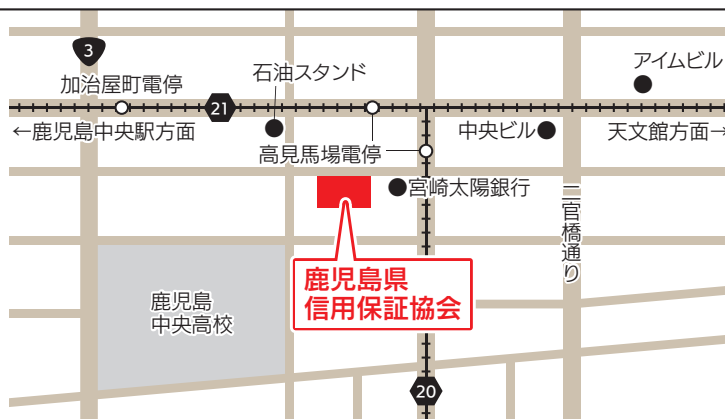 3
アイムビル
石油スタンド
加治屋町電停
21
←鹿児島中央駅方面
中央ビル
天文館方面→
高見馬場電停
宮崎太陽銀行
二官橋通り
鹿児島県
信用保証協会
鹿児島
中央高校
20